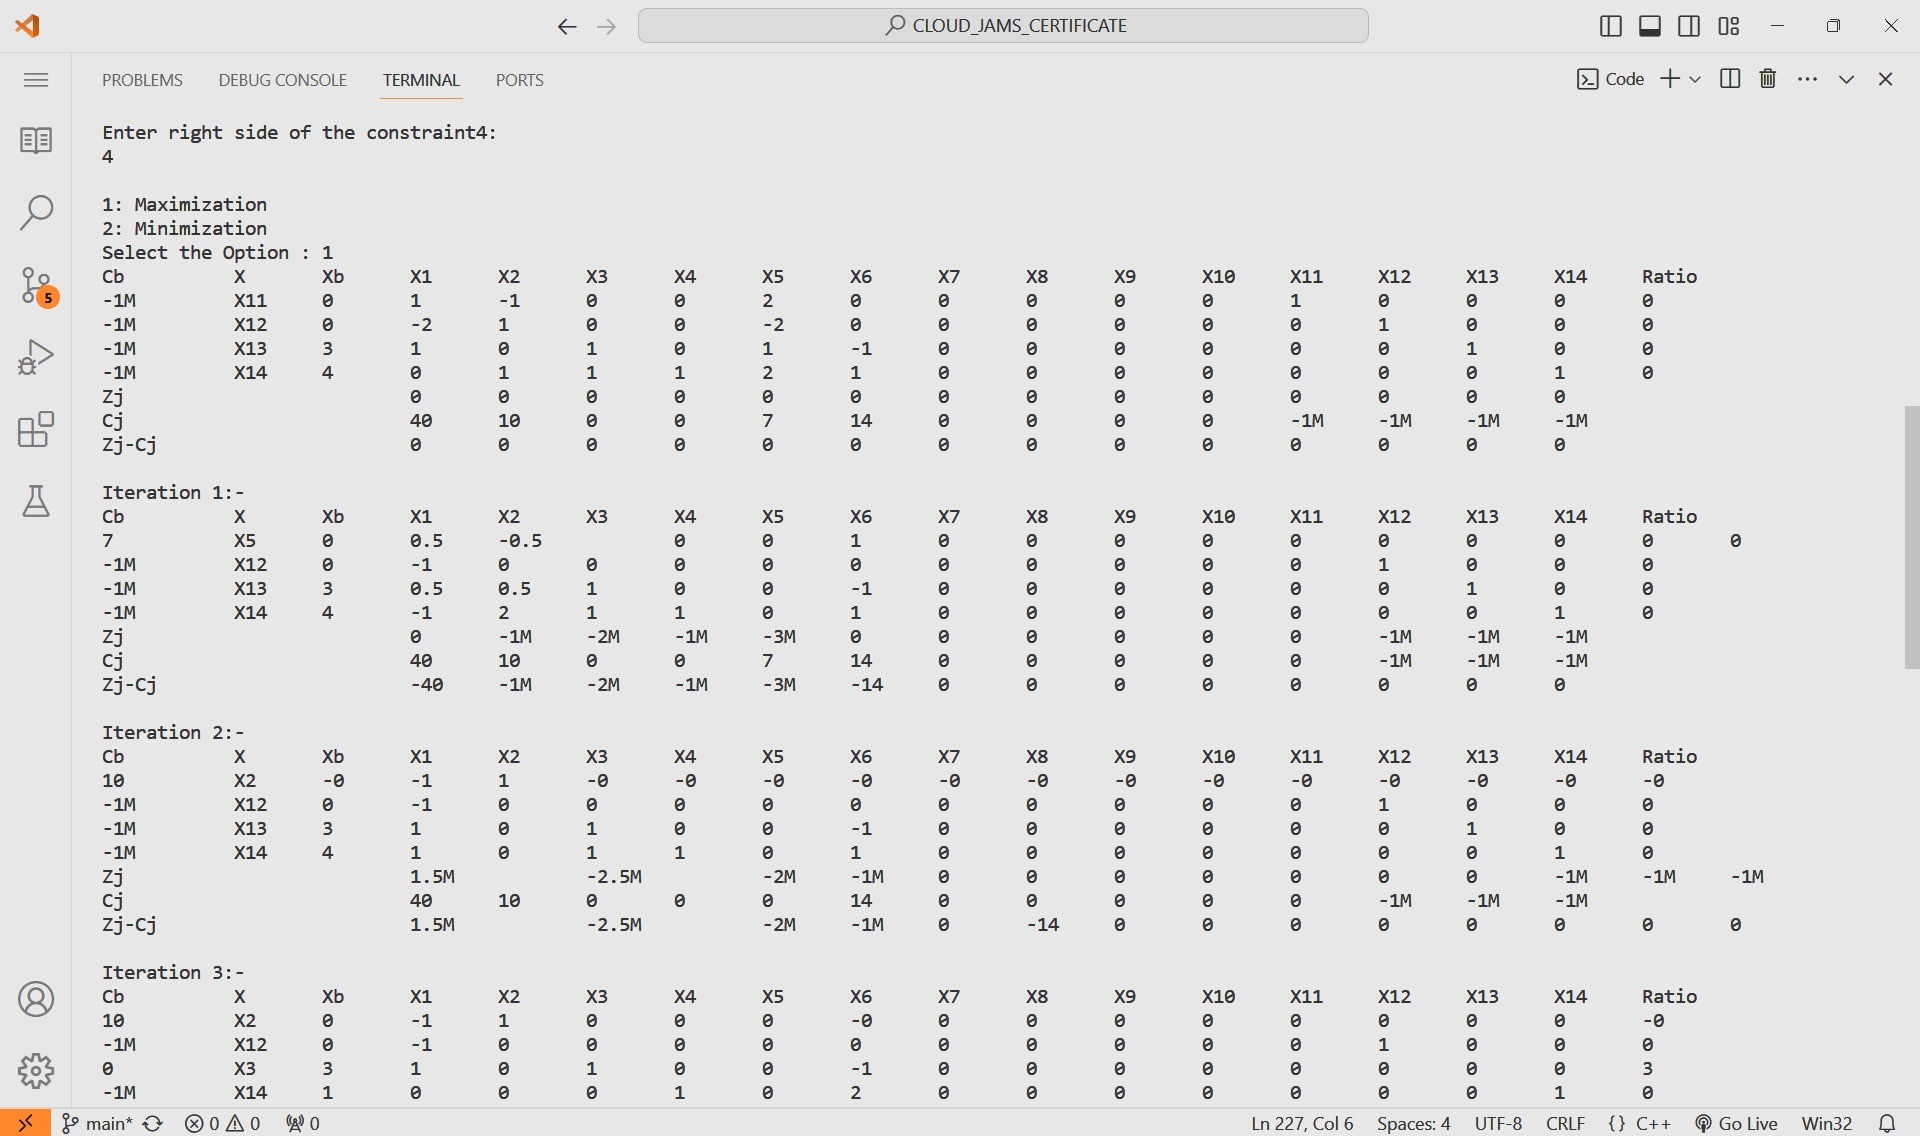 CLOUD_JAMS_CERTIFICATE
PROBLEMS DEBUG CONSOLE TERMINAL PORTS Code
Enter right side of the constraint4:
4
1: Maximization
2: Minimization
Select the Option : 1
Cb X Xb X1 X2 X3 X4 X5 X6 X7 X8 X9 X10 X11 X12 X13 X14 Ratio
-1M X11 0 1 -1 0 0 2 0 0 0 0 0 1 0 0 0 0
-1M X12 0 -2 1 0 0 -2 0 0 0 0 0 0 1 0 0 0
-1M X13 3 1 0 1 0 1 -1 0 0 0 0 0 0 1 0 0
-1M X14 4 0 1 1 1 2 1 0 0 0 0 0 0 0 1 0
Zj 0 0 0 0 0 0 0 0 0 0 0 0 0 0
Cj 40 10 0 0 7 14 0 0 0 0 -1M -1M -1M -1M
Zj-Cj 0 0 0 0 0 0 0 0 0 0 0 0 0 0
Iteration 1:-
Cb X Xb X1 X2 X3 X4 X5 X6 X7 X8 X9 X10 X11 X12 X13 X14 Ratio
7 X5 0 0.5 -0.5 0 0 1 0 0 0 0 0 0 0 0 0 0
-1M X12 0 -1 0 0 0 0 0 0 0 0 0 0 1 0 0 0
-1M X13 3 0.5 0.5 1 0 0 -1 0 0 0 0 0 0 1 0 0
-1M X14 4 -1 2 1 1 0 1 0 0 0 0 0 0 0 1 0
Zj 0 -1M -2M -1M -3M 0 0 0 0 0 0 -1M -1M -1M
Cj 40 10 0 0 7 14 0 0 0 0 0 -1M -1M -1M
Zj-Cj -40 -1M -2M -1M -3M -14 0 0 0 0 0 0 0 0
Iteration 2:-
Cb X Xb X1 X2 X3 X4 X5 X6 X7 X8 X9 X10 X11 X12 X13 X14 Ratio
10 X2 -0 -1 1 -0 -0 -0 -0 -0 -0 -0 -0 -0 -0 -0 -0 -0
-1M X12 0 -1 0 0 0 0 0 0 0 0 0 0 1 0 0 0
-1M X13 3 1 0 1 0 0 -1 0 0 0 0 0 0 1 0 0
-1M X14 4 1 0 1 1 0 1 0 0 0 0 0 0 0 1 0
Zj 1.5M -2.5M -2M -1M 0 0 0 0 0 0 0 -1M -1M -1M
Cj 40 10 0 0 0 14 0 0 0 0 0 -1M -1M -1M
Zj-Cj 1.5M -2.5M -2M -1M 0 -14 0 0 0 0 0 0 0 0
Iteration 3:-
Cb X Xb X1 X2 X3 X4 X5 X6 X7 X8 X9 X10 X11 X12 X13 X14 Ratio
10 X2 0 -1 1 0 0 0 -0 0 0 0 0 0 0 0 0 -0
-1M X12 0 -1 0 0 0 0 0 0 0 0 0 0 1 0 0 0
0 X3 3 1 0 1 0 0 -1 0 0 0 0 0 0 0 0 3
-1M X14 1 0 0 0 1 0 2 0 0 0 0 0 0 0 1 0
5
main* 0 0 0 Ln 227, Col 6 Spaces: 4 UTF-8 CRLF {} C++ Go Live Win32